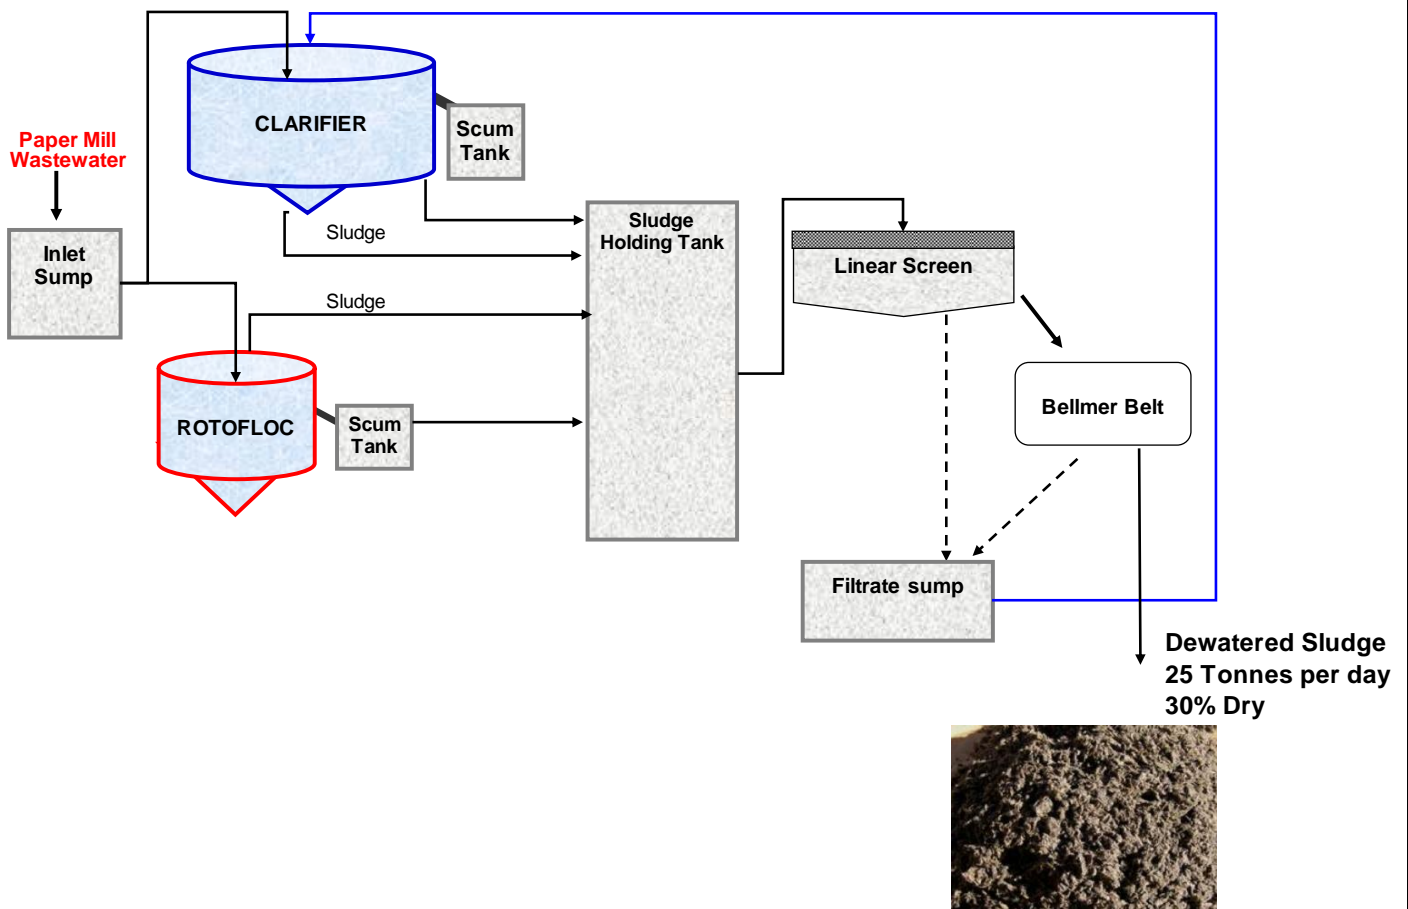 CLARIFIER
Scum
Tank
Paper Mill
Wastewater
Inlet
Sump
Sludge
Sludge
Holding Tank
Linear Screen
Sludge
ROTOFLOC
Scum
Tank
Bellmer Belt
Filtrate sump
Dewatered Sludge
25 Tonnes per day
30% Dry